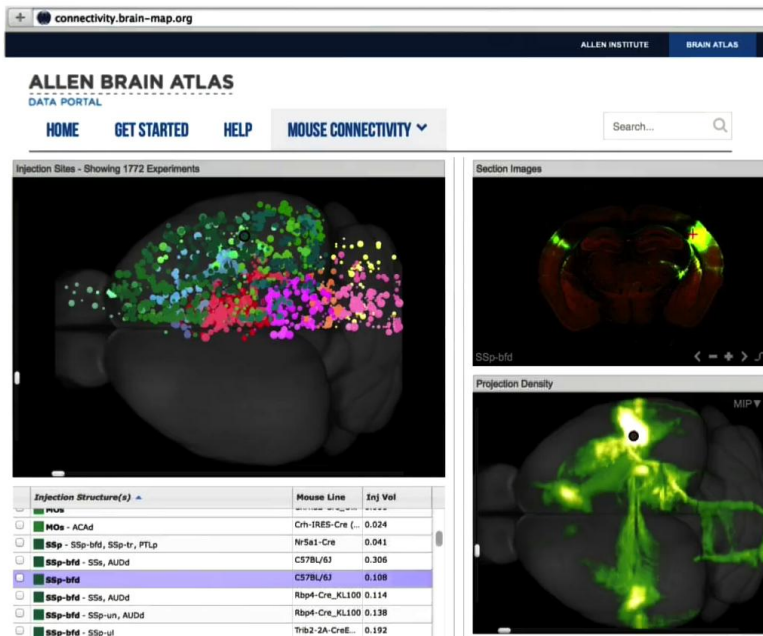 connectivity.brain-map.org
ALLEN INSTITUTE BRAIN ATLAS
ALLEN BRAIN ATLAS
DATA PORTAL
HOME GET STARTED HELP MOUSE CONNECTIVITY
Search...
Injection Sites - Showing 1772 Experiments
Section Images
SSp-bfd
Projection Density
MIP
Injection Structure(s) Mouse Line Inj Vol
MOs
MOs - ACAd Crh-IRES-Cre (... 0.024
SSp - SSp-bfd, SSp-tr, PTLp Nr5a1-Cre 0.041
SSp-bfd - SSs, AUDd C57BL/6J 0.306
SSp-bfd C57BL/6J 0.108
SSp-bfd - SSs, AUDd Rbp4-Cre_KL100 0.114
SSp-bfd - SSp-un, AUDd Rbp4-Cre_KL100 0.138
SSp-bfd - SSp-ul Trib2-2A-CreE... 0.192